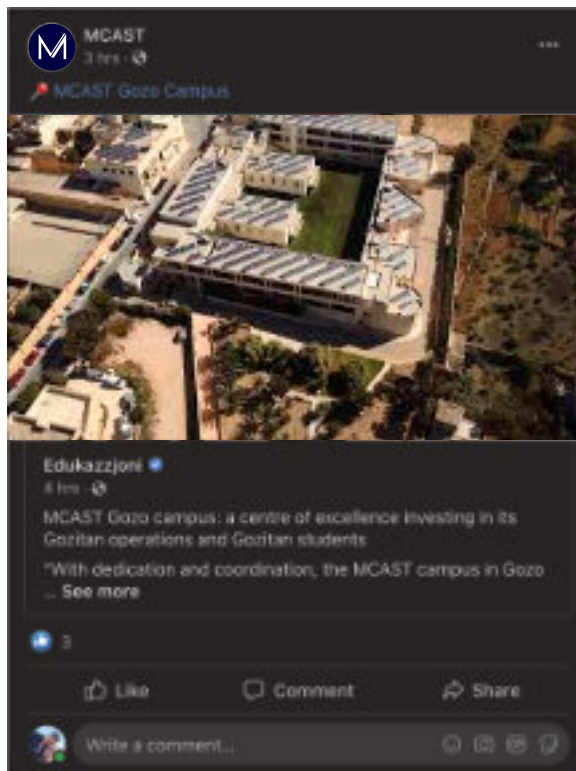 MCAST
3 hrs ·
MCAST Gozo Campus
Edukazzjoni
4 hrs ·
MCAST Gozo campus: a centre of excellence investing in its
Gozitan operations and Gozitan students
"With dedication and coordination, the MCAST campus in Gozo
... See more
3
Like Comment Share
Write a comment...